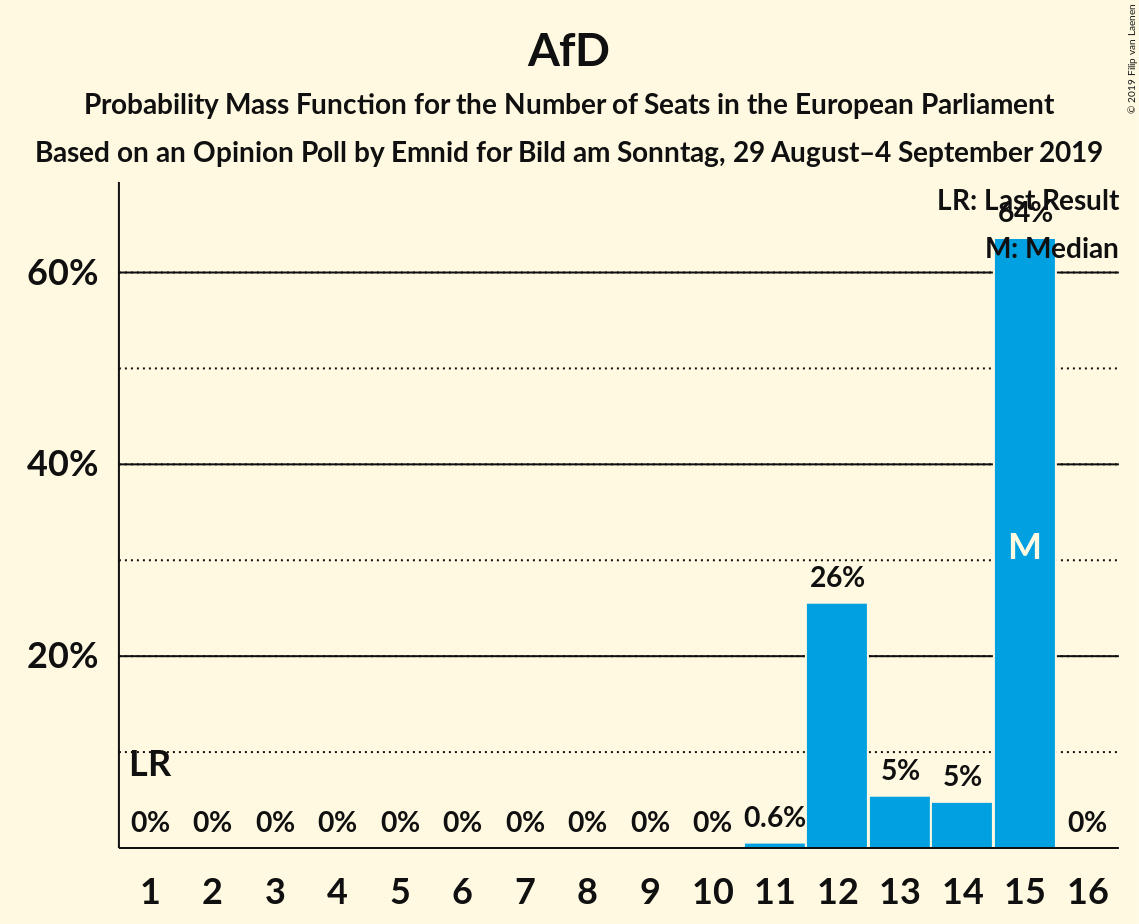 AfD
Probability Mass Function for the Number of Seats in the European Parliament
Based on an Opinion Poll by Emnid for Bild am Sonntag, 29 August–4 September 2019
© 2019 Filip van Laenen
LR: Last Result
M: Median
64%
60%
40%
20%
M
26%
LR
0% 0% 0% 0% 0% 0% 0% 0% 0% 0% 0.6% 5% 5% 0%
1 2 3 4 5 6 7 8 9 10 11 12 13 14 15 16